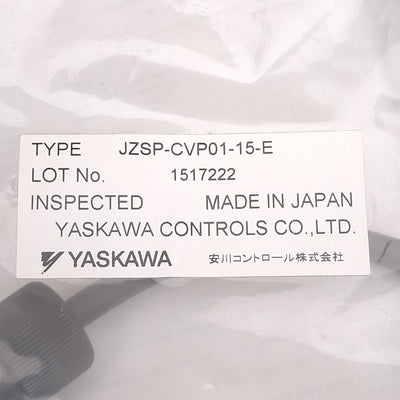 TYPE JZSP-CVP01-15-E
LOT No. 1517222
INSPECTED MADE IN JAPAN
YASKAWA CONTROLS CO.,LTD.
YASKAWA 安川コントロール株式会社